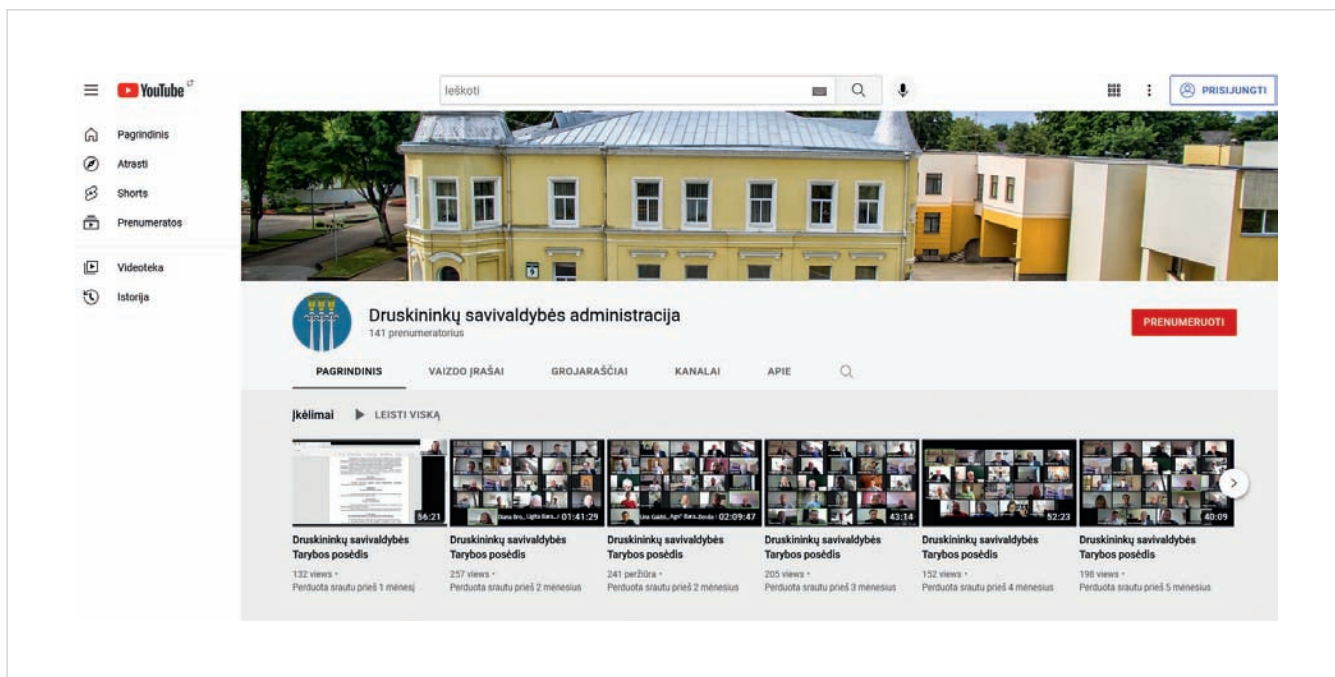 YouTube LT
Ieškoti
PRISIJUNGTI
Pagrindinis
Atrasti
Shorts
Prenumeratos
Videoteka
Istorija
9
Druskininkų savivaldybės administracija
141 prenumeratorius
PRENUMERUOTI
PAGRINDINIS VAIZDO ĮRAŠAI GROJARAŠČIAI KANALAI APIE
Įkėlimai LEISTI VISKĄ
56:21
01:41:29
02:09:47
43:14
52:23
40:09
Druskininkų savivaldybės
Tarybos posėdis
132 views •
Perduota srautu prieš 1 mėnesį
Druskininkų savivaldybės
Tarybos posėdis
257 views •
Perduota srautu prieš 2 mėnesius
Druskininkų savivaldybės
Tarybos posėdis
241 peržiūra •
Perduota srautu prieš 2 mėnesius
Druskininkų savivaldybės
Tarybos posėdis
205 views •
Perduota srautu prieš 3 mėnesius
Druskininkų savivaldybės
Tarybos posėdis
152 views •
Perduota srautu prieš 4 mėnesius
Druskininkų savivaldybės
Tarybos posėdis
198 views •
Perduota srautu prieš 5 mėnesius